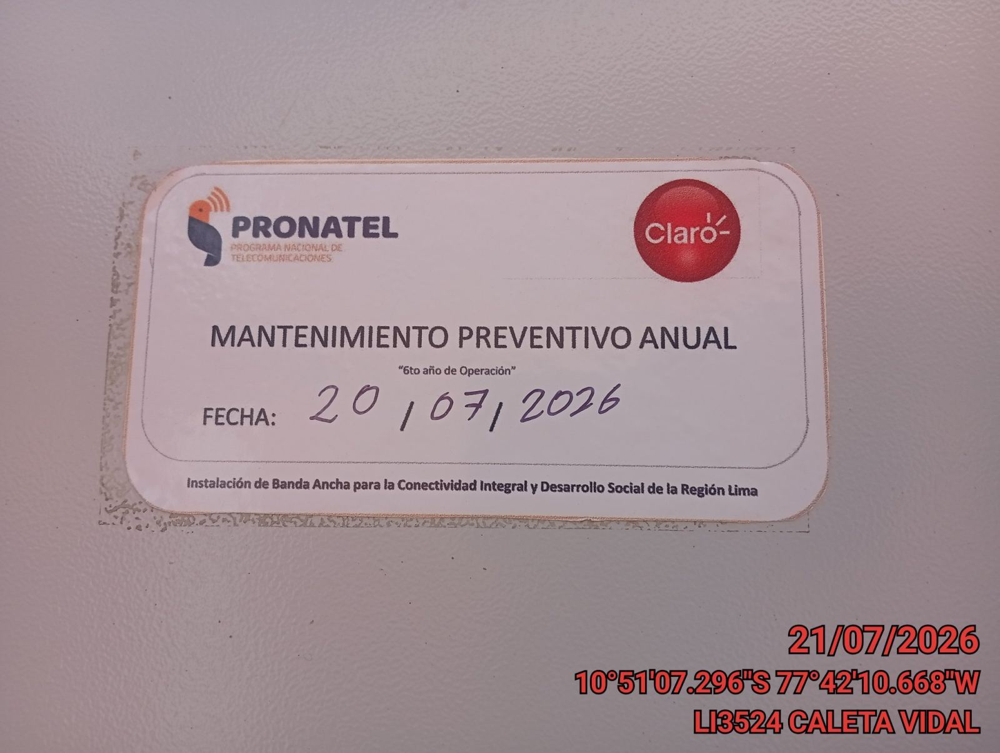 PRONATEL
PROGRAMA NACIONAL DE
TELECOMUNICACIONES
Claro
MANTENIMIENTO PREVENTIVO ANUAL
"6to año de Operación"
FECHA: 20 / 07 / 2026
Instalación de Banda Ancha para la Conectividad Integral y Desarrollo Social de la Región Lima
21/07/2026
10°51'07.296"S 77°42'10.668"W
LI3524 CALETA VIDAL